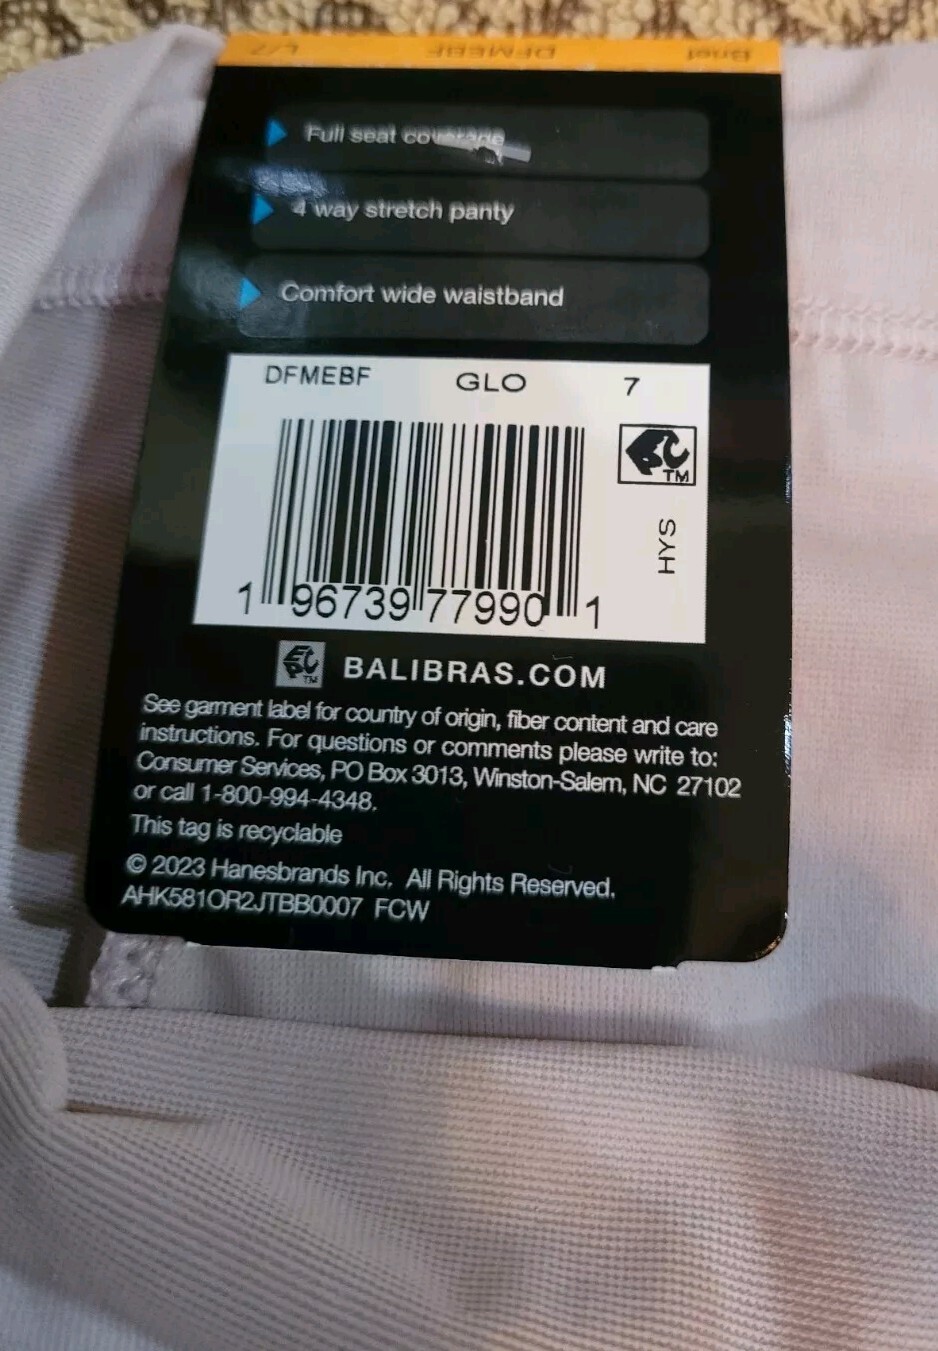 L/7 DFMEBF Brief
Full seat coverage
4 way stretch panty
Comfort wide waistband
DFMEBF GLO 7
TM
HYS
1 96739 77990 1
TM BALIBRAS.COM
See garment label for country of origin, fiber content and care
instructions. For questions or comments please write to:
Consumer Services, PO Box 3013, Winston-Salem, NC 27102
or call 1-800-994-4348.
This tag is recyclable
© 2023 Hanesbrands Inc. All Rights Reserved.
AHK581OR2JTBB0007 FCW